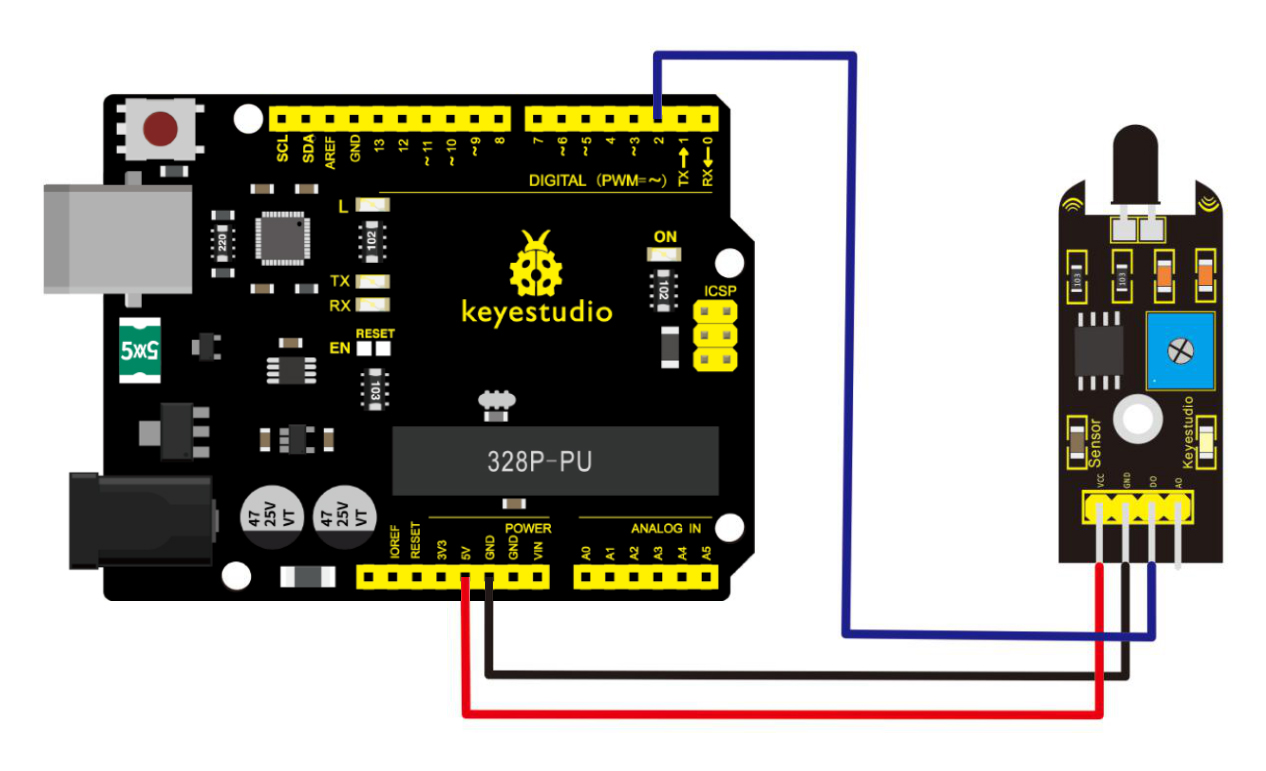 SCL
SDA
AREF
GND
13
12
~11
~10
~9
8
7
~6
~5
4
~3
2
TX→1
RX←0
DIGITAL (PWM=~)
L
220
102
TX
RX
RESET
EN
103
ON
102
ICSP
keyestudio
5XXG
328P-PU
47
25V
VT
47
25V
VT
POWER
ANALOG IN
IOREF
RESET
3V3
5V
GND
GND
VIN
A0
A1
A2
A3
A4
A5
103
103
Sensor
Keyestudio
VCC
GND
DO
AO